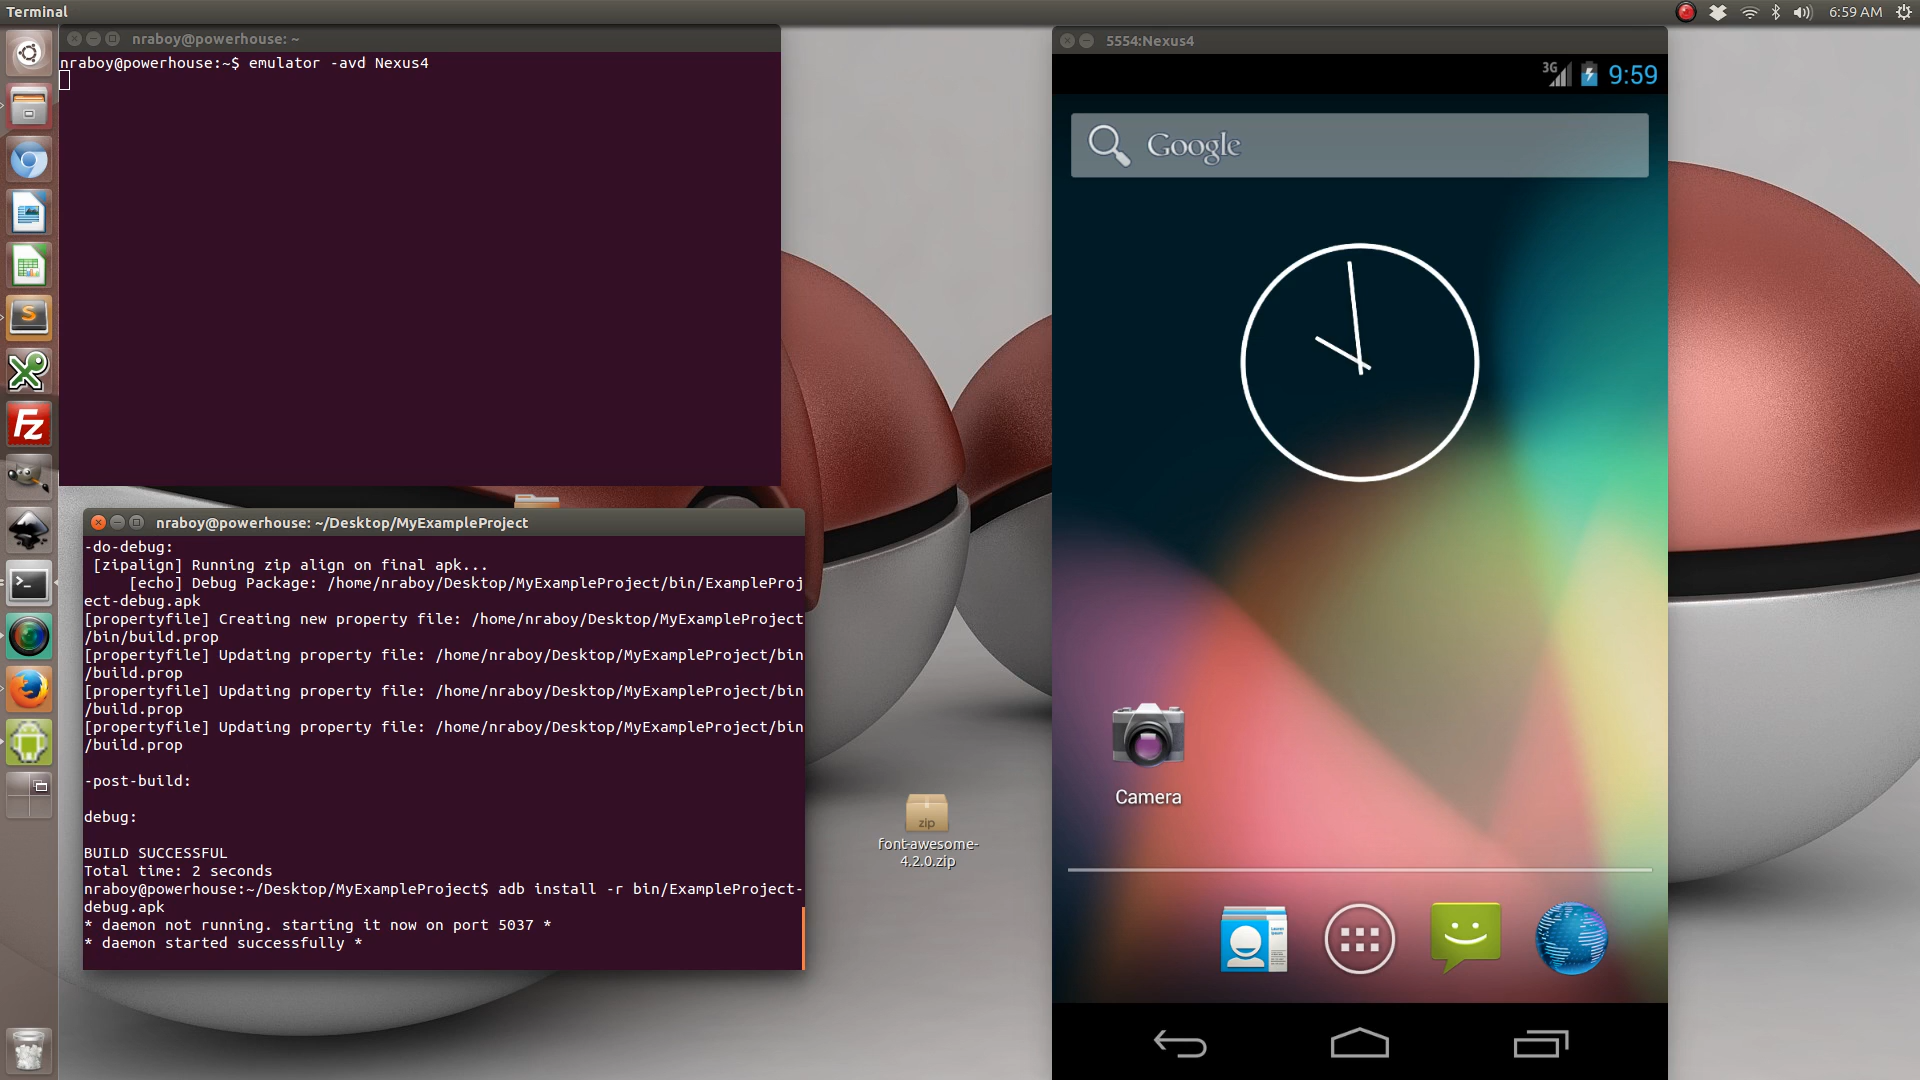 Terminal
6:59 AM
nraboy@powerhouse: ~
nraboy@powerhouse:~$ emulator -avd Nexus4
5554:Nexus4
3G
9:59
Google
Camera
nraboy@powerhouse: ~/Desktop/MyExampleProject
-do-debug:
[zipalign] Running zip align on final apk...
[echo] Debug Package: /home/nraboy/Desktop/MyExampleProject/bin/ExampleProj
ect-debug.apk
[propertyfile] Creating new property file: /home/nraboy/Desktop/MyExampleProject
/bin/build.prop
[propertyfile] Updating property file: /home/nraboy/Desktop/MyExampleProject/bin
/build.prop
[propertyfile] Updating property file: /home/nraboy/Desktop/MyExampleProject/bin
/build.prop
[propertyfile] Updating property file: /home/nraboy/Desktop/MyExampleProject/bin
/build.prop
-post-build:
debug:
BUILD SUCCESSFUL
Total time: 2 seconds
nraboy@powerhouse:~/Desktop/MyExampleProject$ adb install -r bin/ExampleProject-
debug.apk
* daemon not running. starting it now on port 5037 *
* daemon started successfully *
zip
font-awesome-
4.2.0.zip
S
Fz
>_